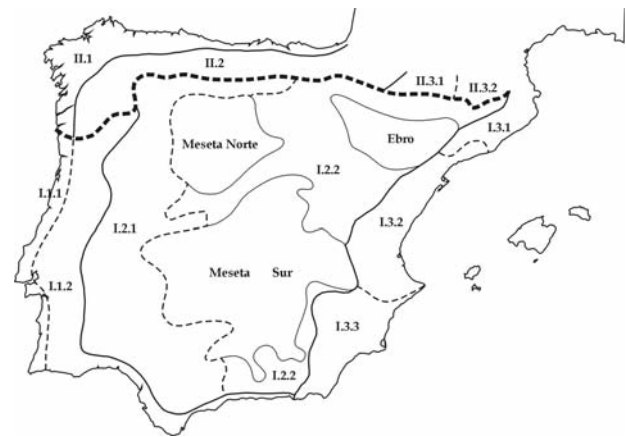 II.1
II.2
II.3.1
II.3.2
Meseta Norte
Ebro
I.3.1
I.2.2
I.1.1
I.2.1
I.3.2
Meseta Sur
I.1.2
I.3.3
I.2.2